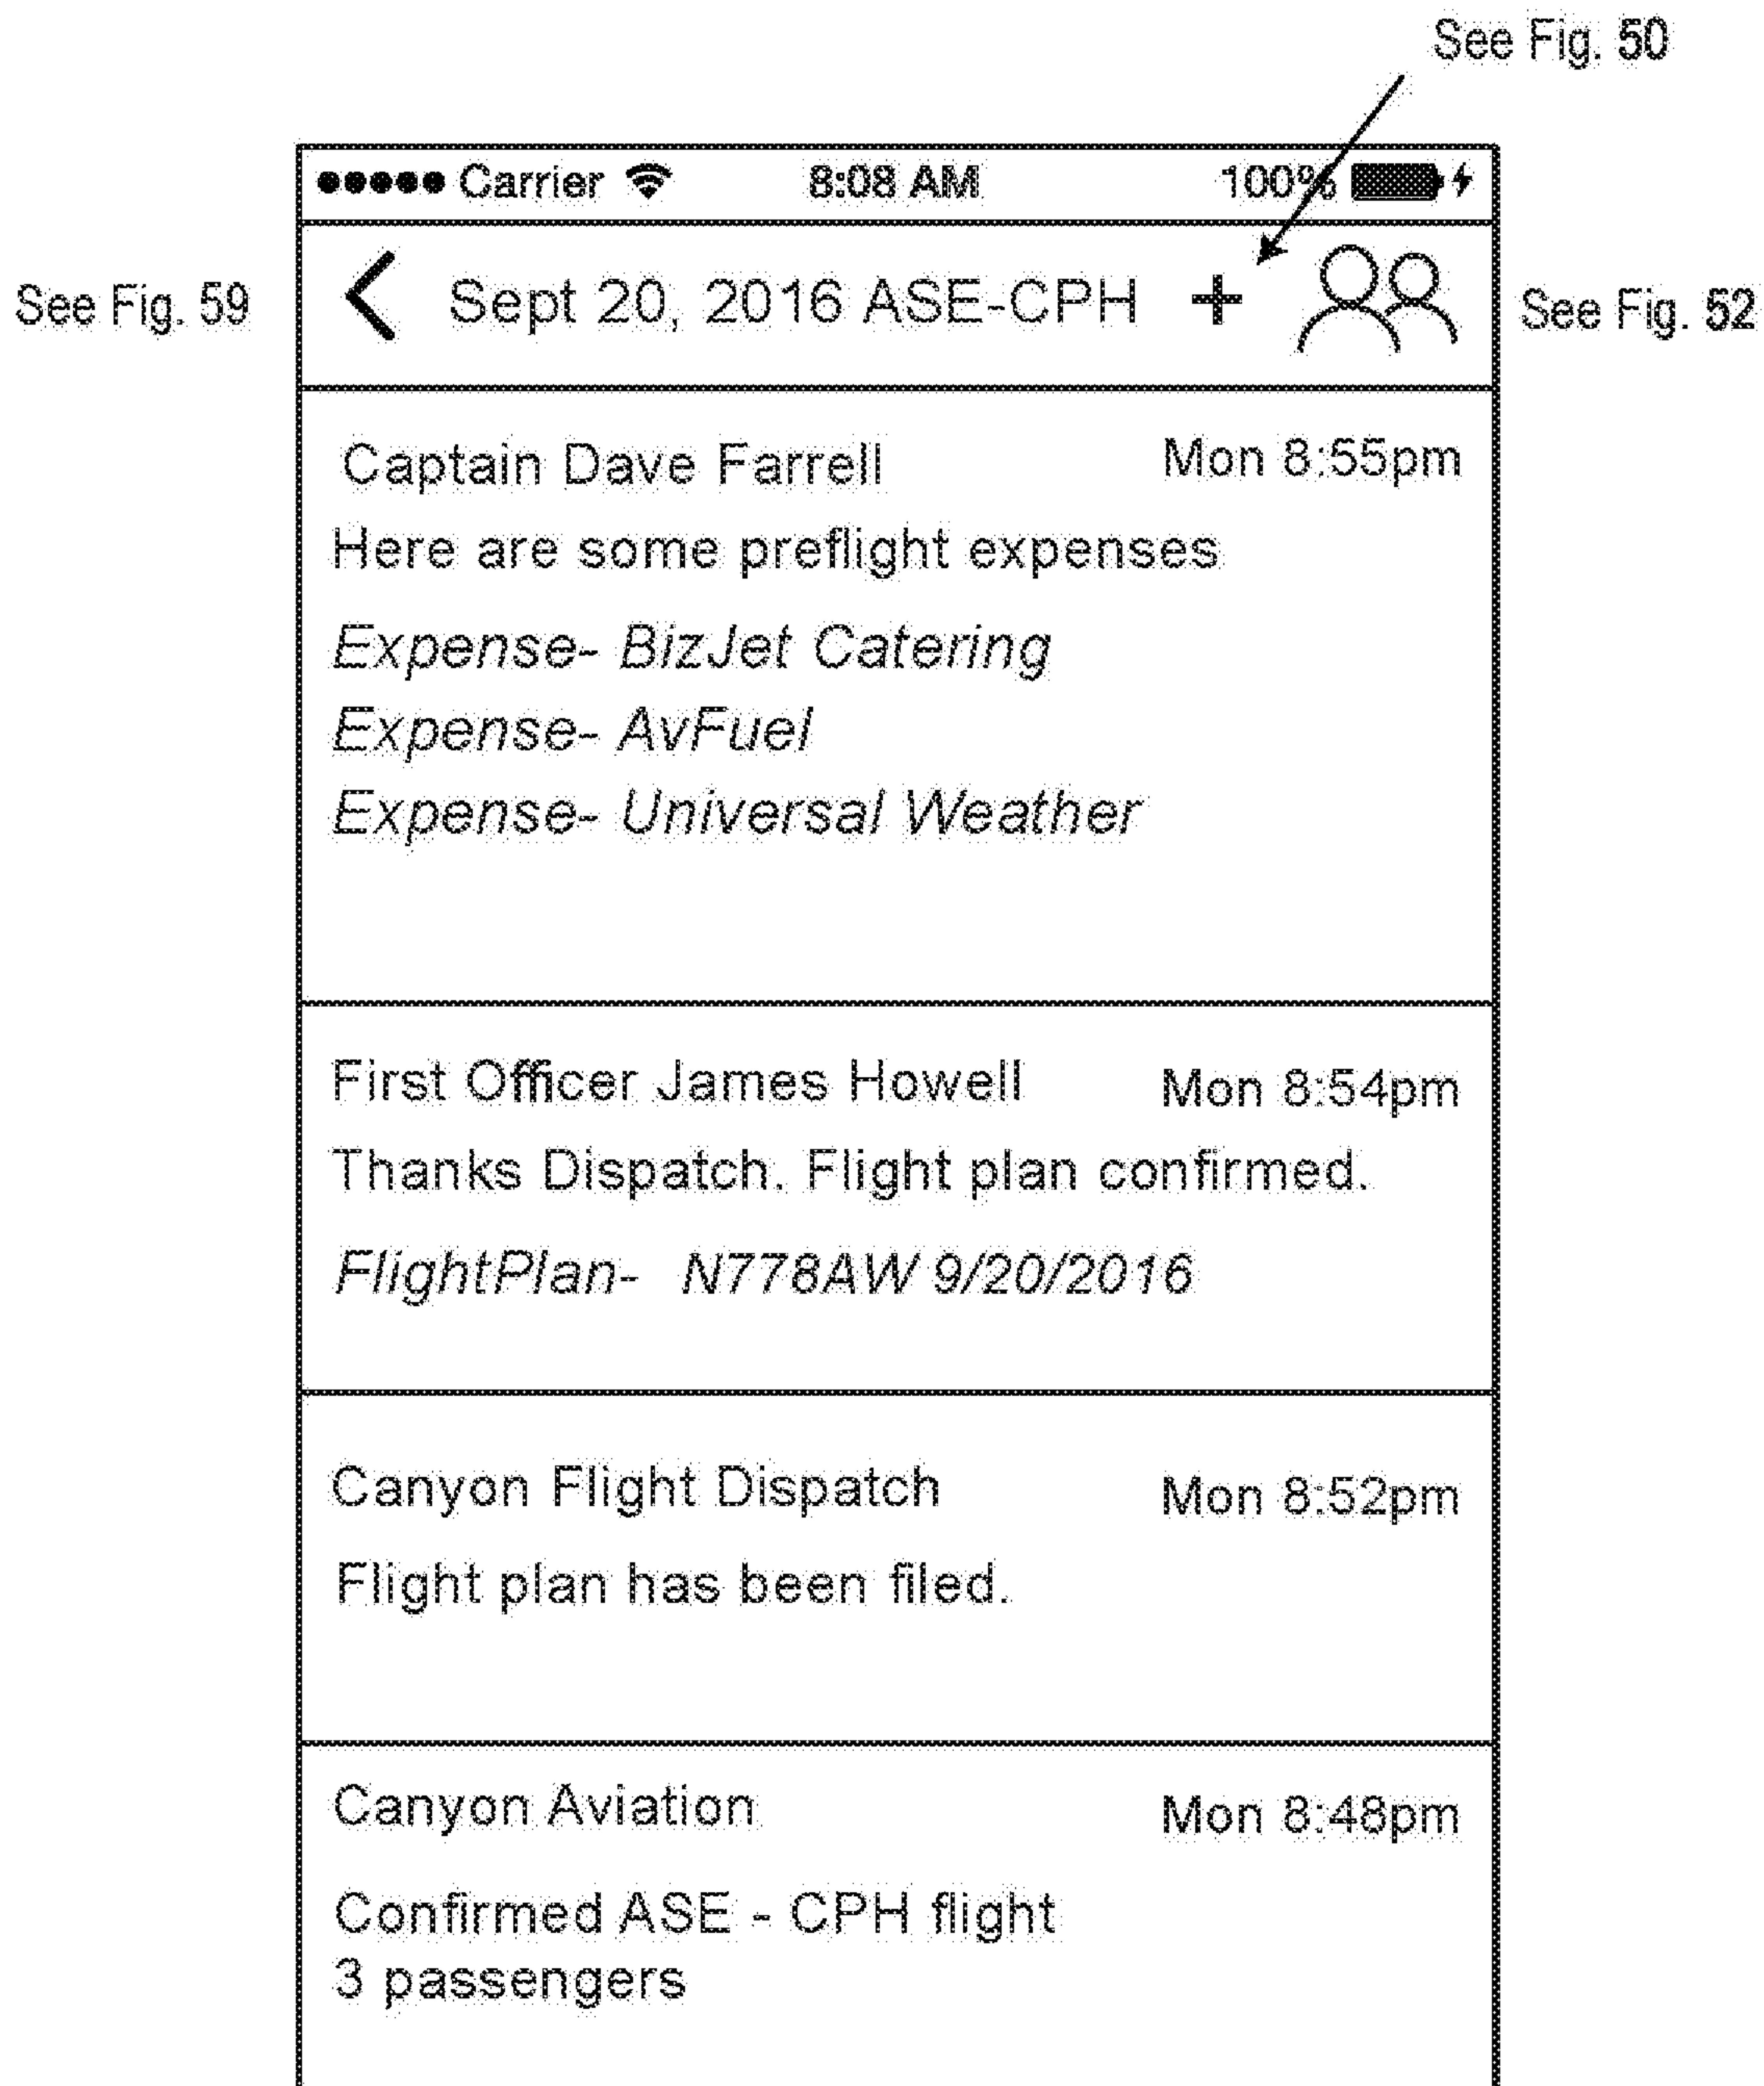 See Fig. 50
Carrier 8:08 AM 100%
See Fig. 59
Sept 20, 2016 ASE-CPH +
See Fig. 52
Captain Dave Farrell Mon 8:55pm
Here are some preflight expenses
Expense- BizJet Catering
Expense- AvFuel
Expense- Universal Weather
First Officer James Howell Mon 8:54pm
Thanks Dispatch. Flight plan confirmed.
FlightPlan- N778AW 9/20/2016
Canyon Flight Dispatch Mon 8:52pm
Flight plan has been filed.
Canyon Aviation Mon 8:48pm
Confirmed ASE - CPH flight
3 passengers